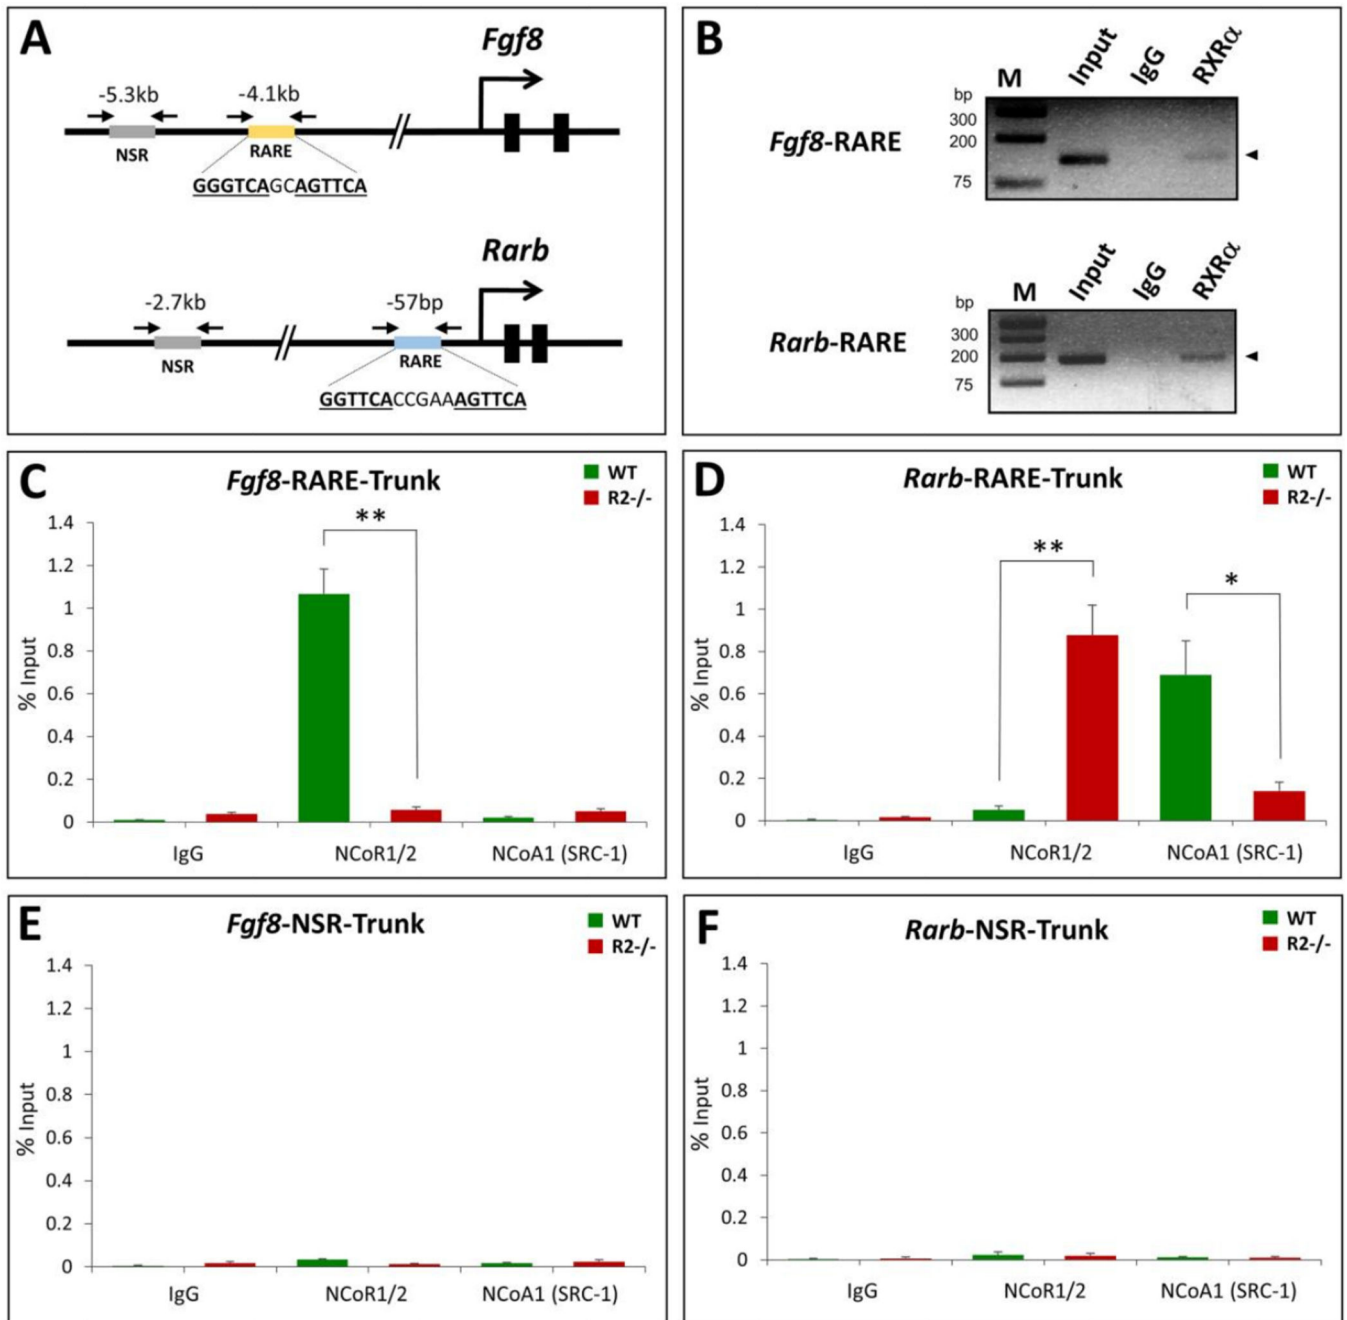 A
Fgf8
-5.3kb
-4.1kb
NSR
RARE
GGGTCAGCAGTTCA
Rarb
-2.7kb
-57bp
NSR
RARE
GGTTCACCGAAAGTTCA
B
M Input IgG RXRα
bp
300
200
75
Fgf8-RARE
M Input IgG RXRα
bp
300
200
75
Rarb-RARE
C
Fgf8-RARE-Trunk
WT
R2-/-
**
1.4
1.2
1
0.8
0.6
0.4
0.2
0
% Input
IgG NCoR1/2 NCoA1 (SRC-1)
D
Rarb-RARE-Trunk
WT
R2-/-
**
*
1.4
1.2
1
0.8
0.6
0.4
0.2
0
% Input
IgG NCoR1/2 NCoA1 (SRC-1)
E
Fgf8-NSR-Trunk
WT
R2-/-
1.4
1.2
1
0.8
0.6
0.4
0.2
0
% Input
IgG NCoR1/2 NCoA1 (SRC-1)
F
Rarb-NSR-Trunk
WT
R2-/-
1.4
1.2
1
0.8
0.6
0.4
0.2
0
% Input
IgG NCoR1/2 NCoA1 (SRC-1)